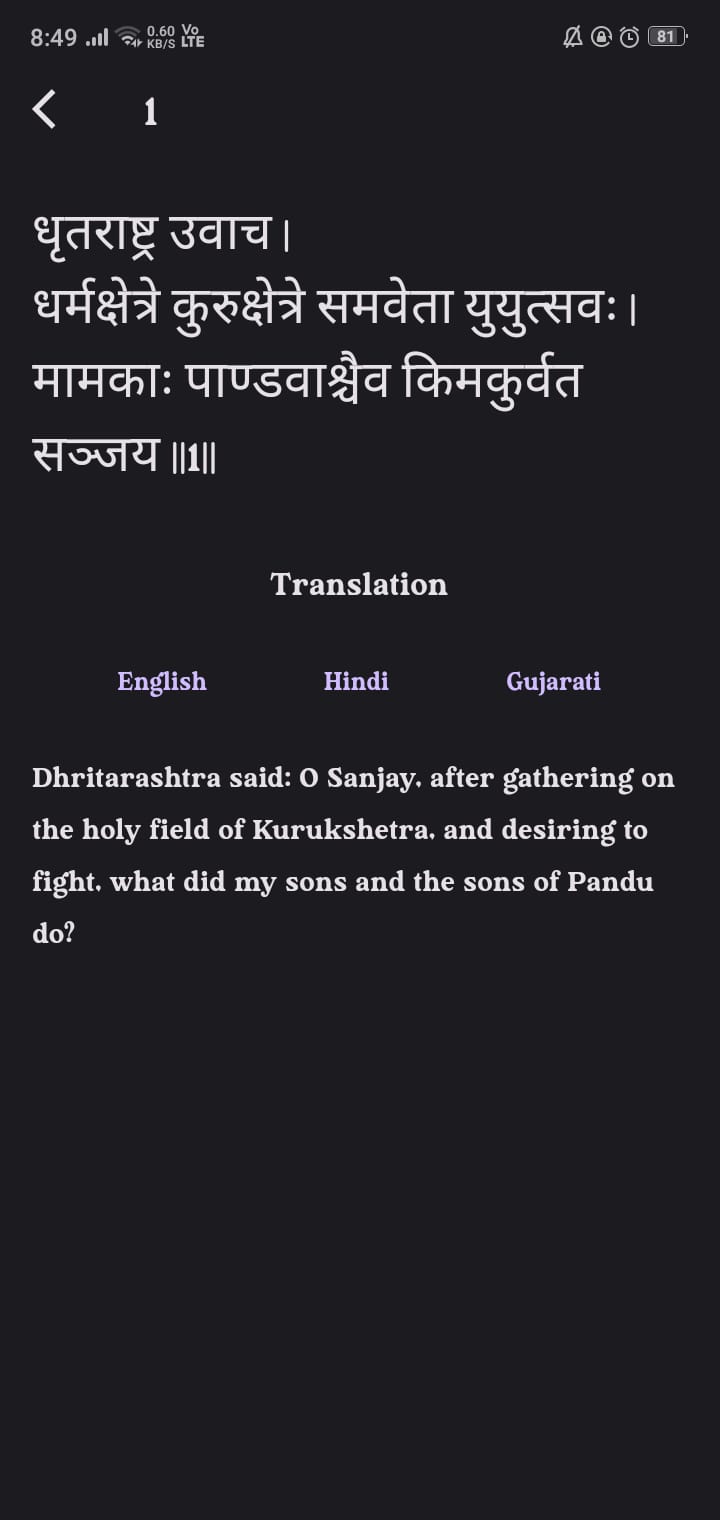 8:49 0.60 KB/S Vo LTE 81
1
धृतराष्ट्र उवाच।
धर्मक्षेत्रे कुरुक्षेत्रे समवेता युयुत्सवः।
मामकाः पाण्डवाश्चैव किमकुर्वत
सञ्जय ||1||
Translation
English Hindi Gujarati
Dhritarashtra said: O Sanjay, after gathering on
the holy field of Kurukshetra, and desiring to
fight, what did my sons and the sons of Pandu
do?